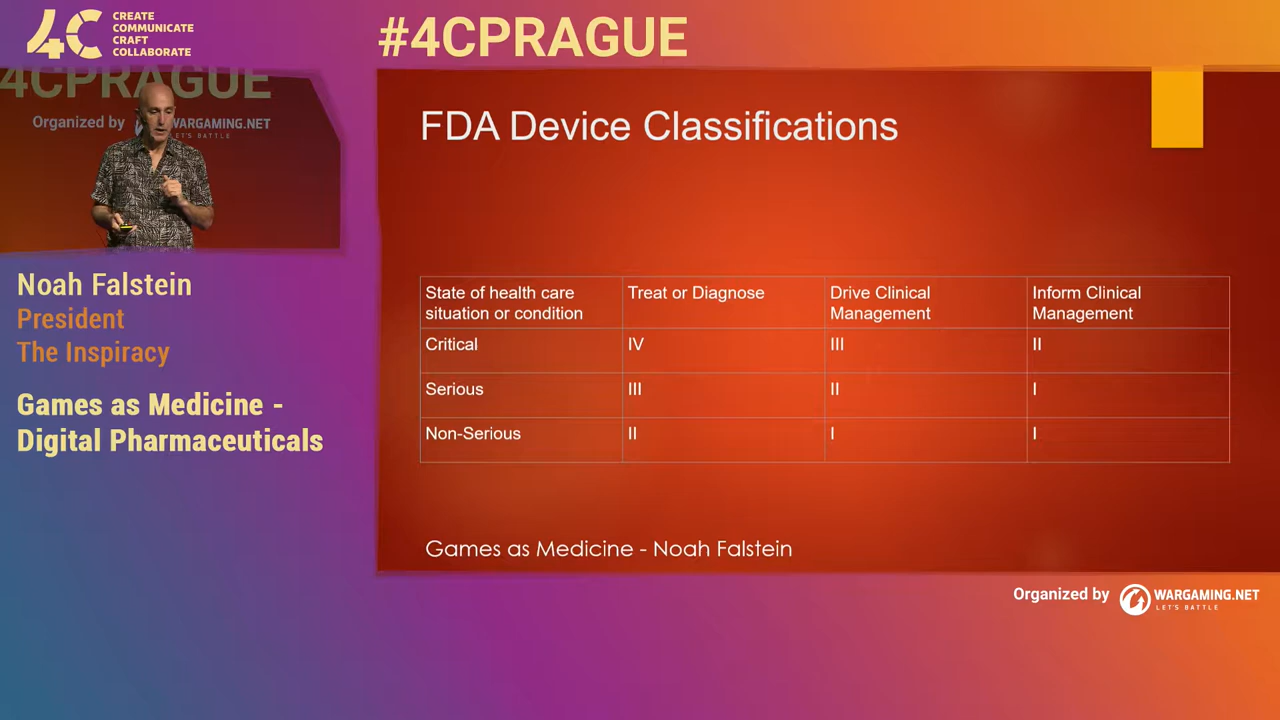 4C
CREATE
COMMUNICATE
CRAFT
COLLABORATE
#4CPRAGUE
4CPRAGUE
Organized by WARGAMING.NET
LET'S BATTLE
Noah Falstein
President
The Inspiracy
Games as Medicine -
Digital Pharmaceuticals
FDA Device Classifications
State of health care situation or condition Treat or Diagnose Drive Clinical Management Inform Clinical Management
Critical IV III II
Serious III II I
Non-Serious II I I
Games as Medicine - Noah Falstein
Organized by WARGAMING.NET
LET'S BATTLE